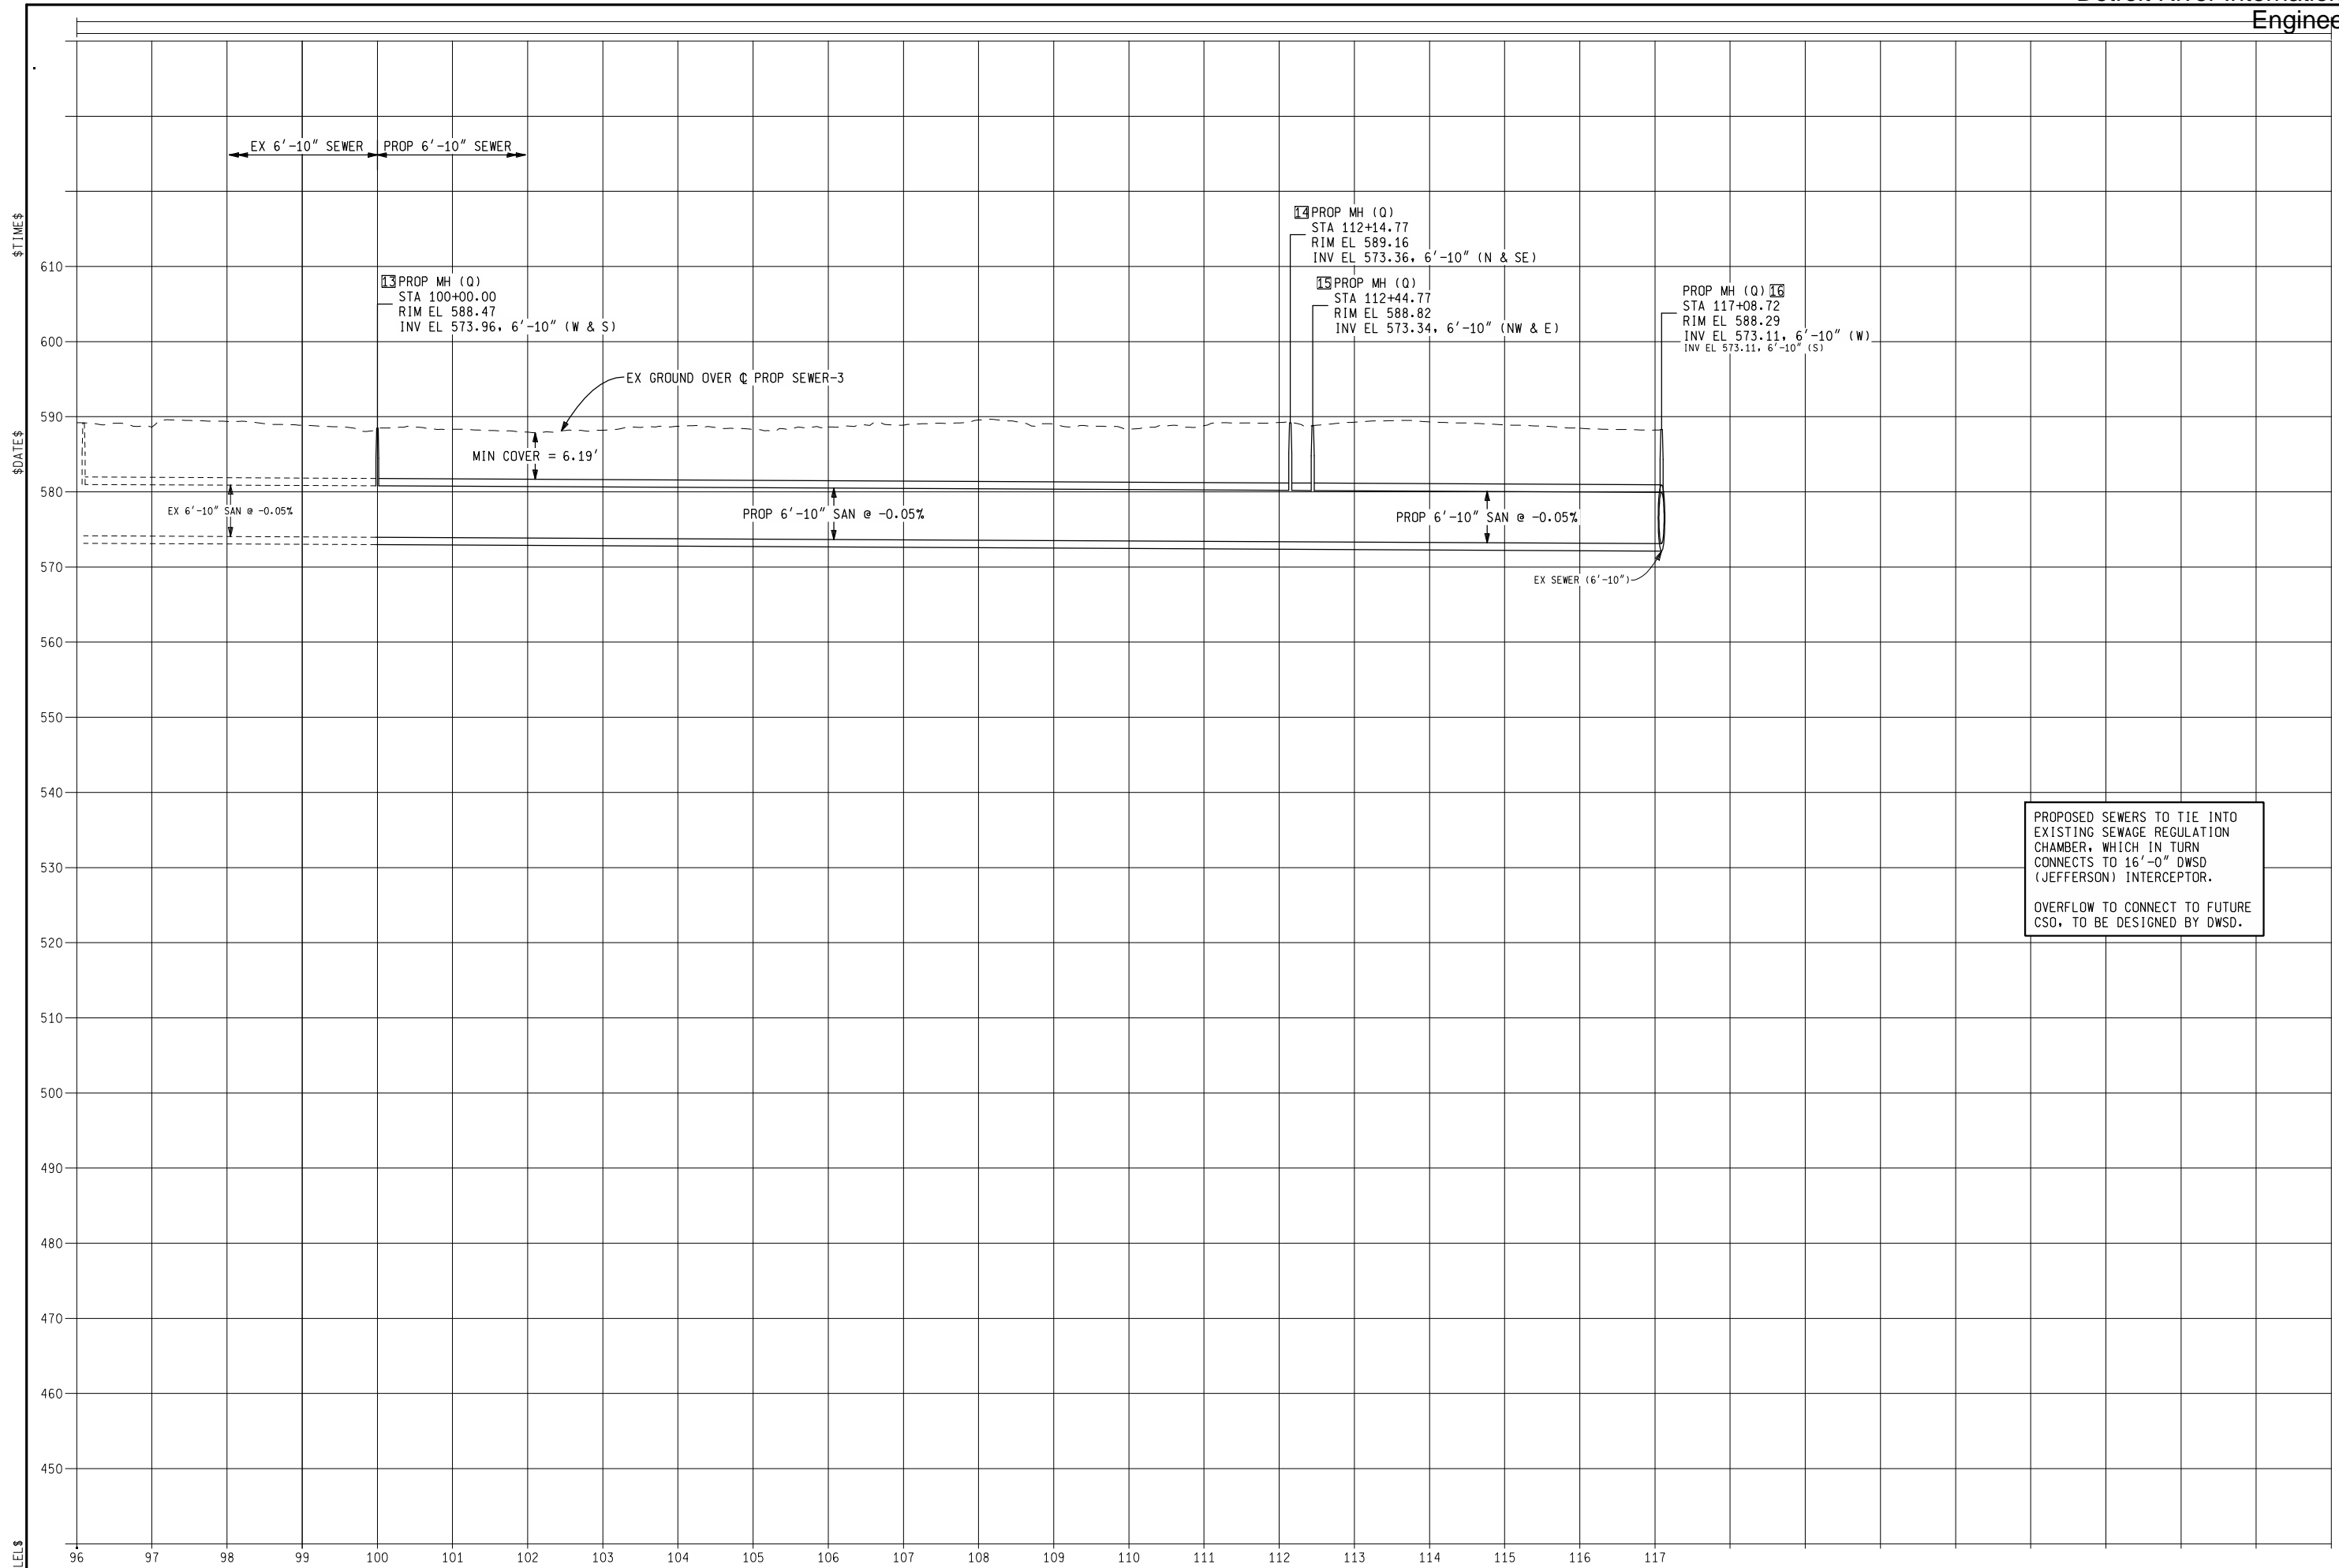 Enginee
EX 6'-10" SEWER
PROP 6'-10" SEWER
$TIME$
14 PROP MH (Q)
STA 112+14.77
RIM EL 589.16
INV EL 573.36, 6'-10" (N & SE)
610
13 PROP MH (Q)
STA 100+00.00
RIM EL 588.47
INV EL 573.96, 6'-10" (W & S)
15 PROP MH (Q)
STA 112+44.77
RIM EL 588.82
INV EL 573.34, 6'-10" (NW & E)
PROP MH (Q) 16
STA 117+08.72
RIM EL 588.29
INV EL 573.11, 6'-10" (W)
INV EL 573.11, 6'-10" (S)
600
EX GROUND OVER ℄ PROP SEWER-3
590
$DATE$
MIN COVER = 6.19'
580
EX 6'-10" SAN @ -0.05%
PROP 6'-10" SAN @ -0.05%
PROP 6'-10" SAN @ -0.05%
570
EX SEWER (6'-10")
560
550
540
PROPOSED SEWERS TO TIE INTO
EXISTING SEWAGE REGULATION
CHAMBER, WHICH IN TURN
CONNECTS TO 16'-0" DWSD
(JEFFERSON) INTERCEPTOR.
OVERFLOW TO CONNECT TO FUTURE
CSO, TO BE DESIGNED BY DWSD.
530
520
510
500
490
480
470
460
450
LEL$
96 97 98 99 100 101 102 103 104 105 106 107 108 109 110 111 112 113 114 115 116 117